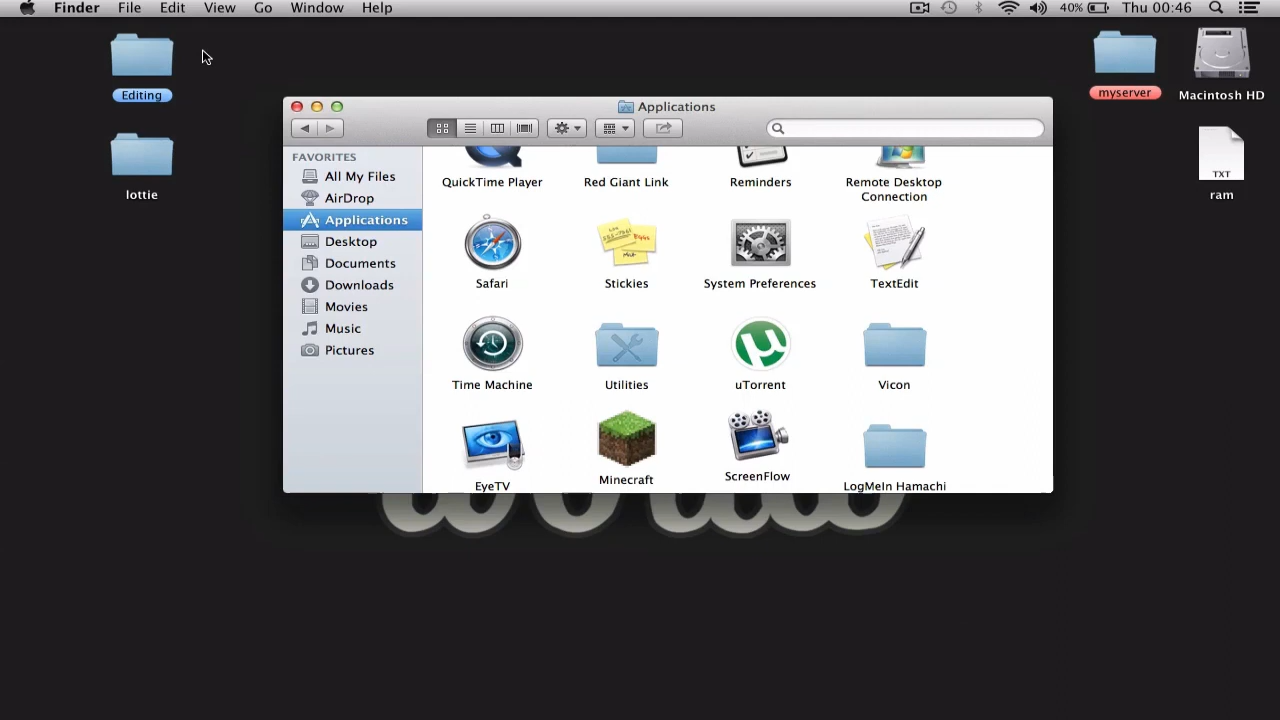 Finder File Edit View Go Window Help 40% Thu 00:46
Editing
lottie
myserver
Macintosh HD
TXT
ram
Applications
FAVORITES
All My Files
AirDrop
Applications
Desktop
Documents
Downloads
Movies
Music
Pictures
QuickTime Player Red Giant Link Reminders Remote Desktop
Connection
Safari Stickies System Preferences TextEdit
Time Machine Utilities uTorrent Vicon
EyeTV Minecraft ScreenFlow LogMeIn Hamachi